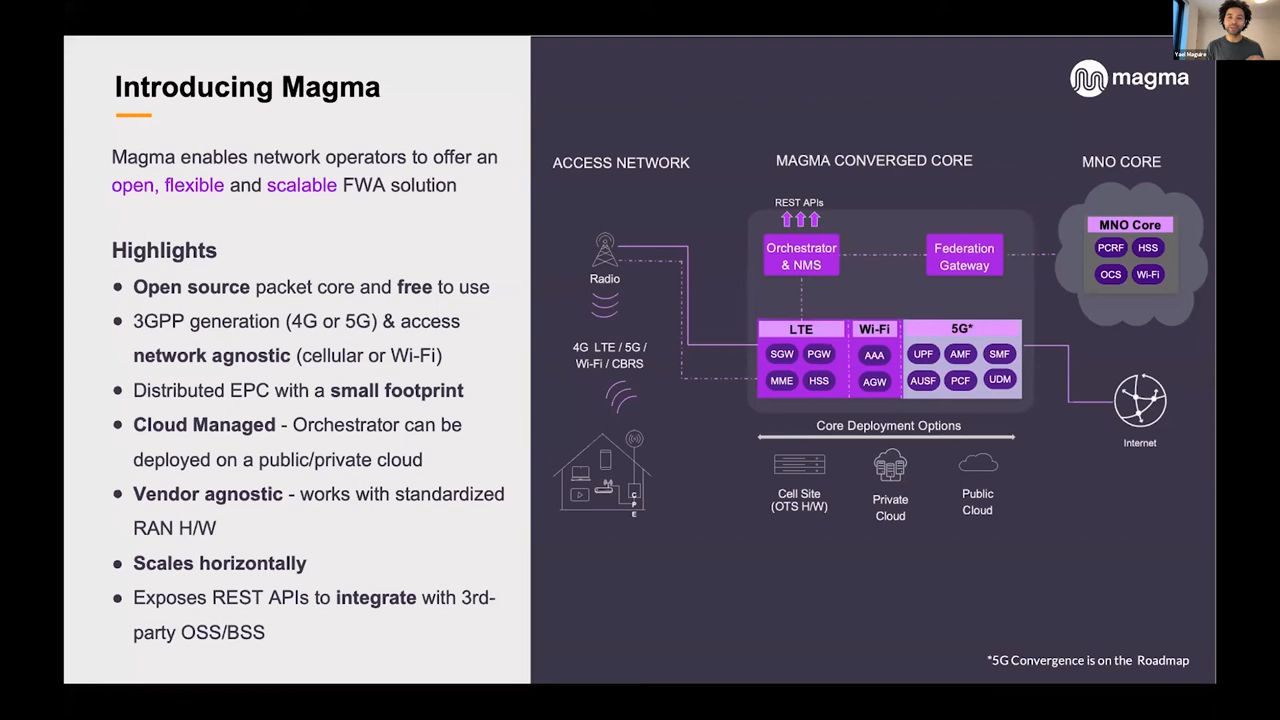 Introducing Magma
Magma enables network operators to offer an
open, flexible and scalable FWA solution
Highlights
● Open source packet core and free to use
● 3GPP generation (4G or 5G) & access
network agnostic (cellular or Wi-Fi)
● Distributed EPC with a small footprint
● Cloud Managed - Orchestrator can be
deployed on a public/private cloud
● Vendor agnostic - works with standardized
RAN H/W
● Scales horizontally
● Exposes REST APIs to integrate with 3rd-
party OSS/BSS
Yael Maguire
magma
ACCESS NETWORK
Radio
4G LTE / 5G /
Wi-Fi / CBRS
C
P
E
MAGMA CONVERGED CORE
REST APIs
Orchestrator
& NMS
Federation
Gateway
LTE
SGW PGW
MME HSS
Wi-Fi
AAA
AGW
5G*
UPF AMF SMF
AUSF PCF UDM
Core Deployment Options
Cell Site
(OTS H/W)
Private
Cloud
Public
Cloud
MNO CORE
MNO Core
PCRF HSS
OCS Wi-Fi
Internet
*5G Convergence is on the Roadmap